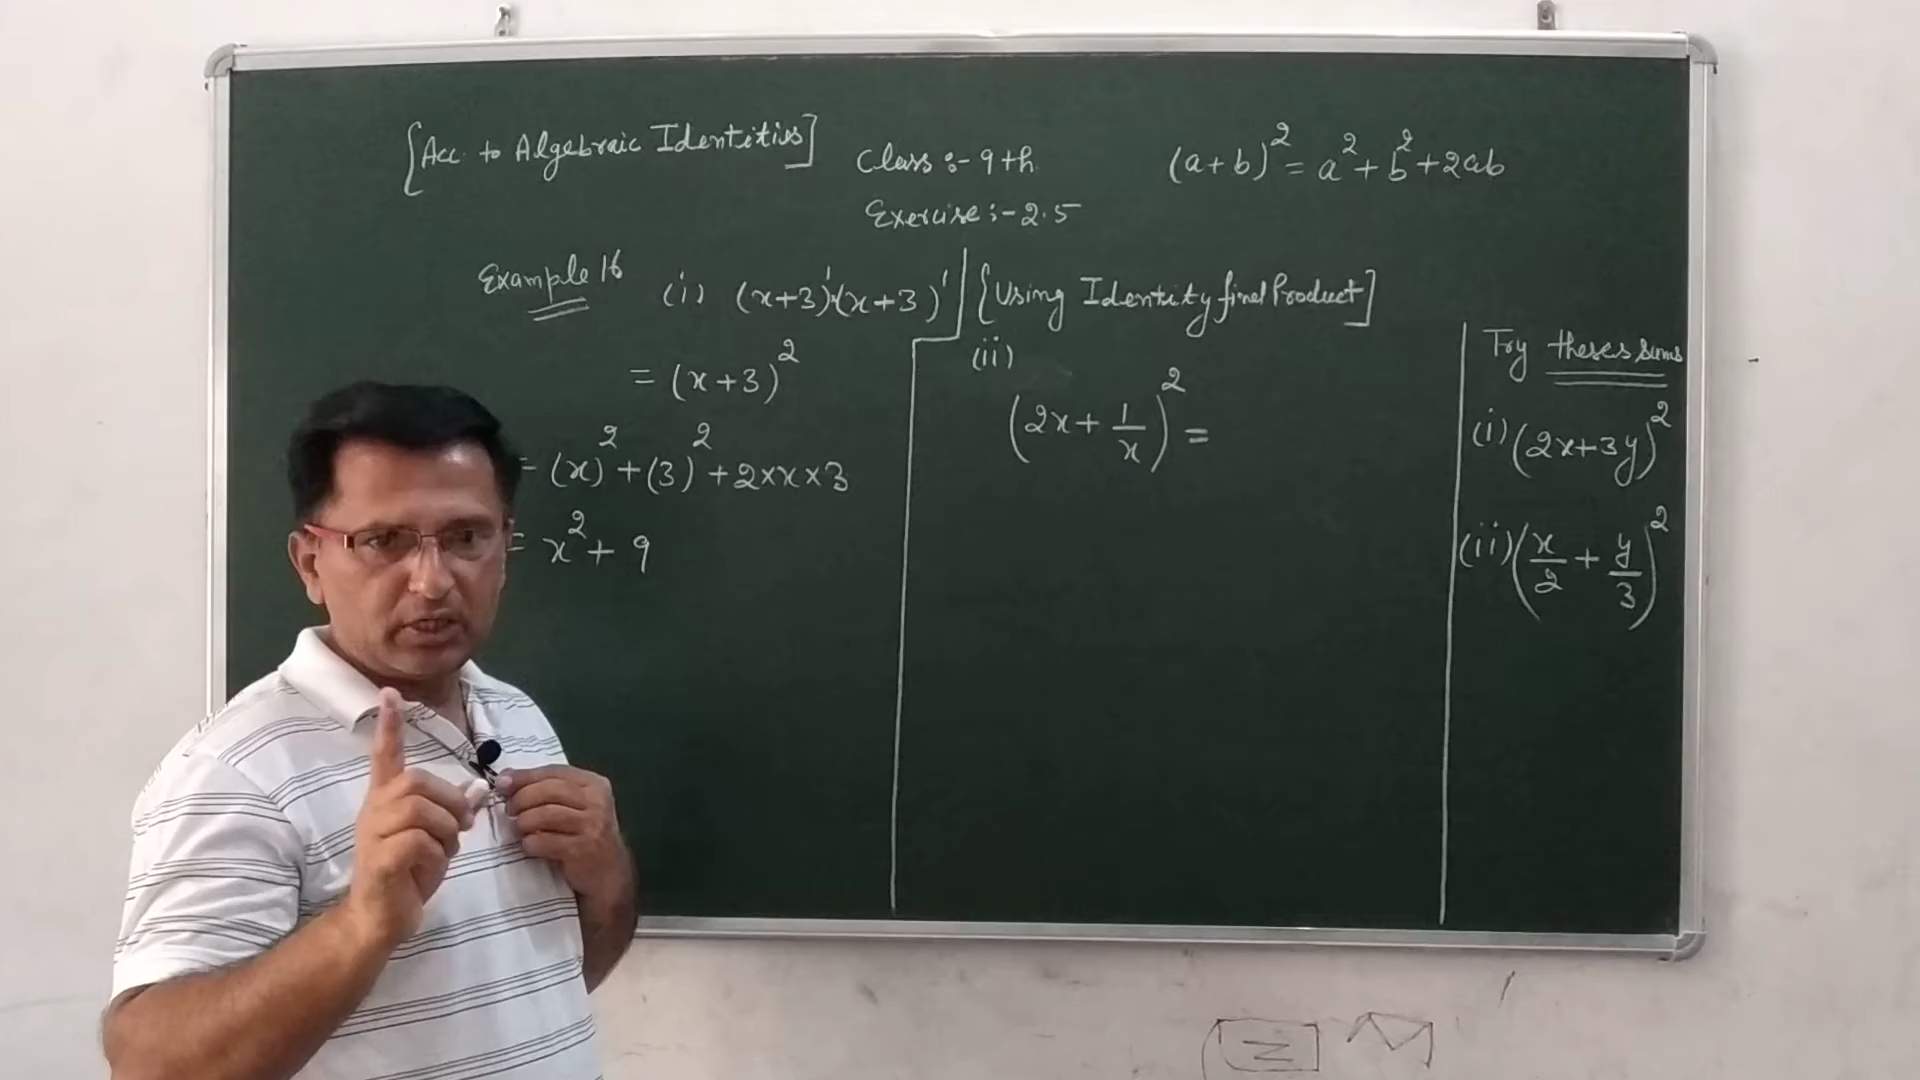 [Acc. to Algebraic Identities]
Class :- 9th
(a+b)² = a² + b² + 2ab
Exercise :- 2.5
Example 16 (i) (x+3)'(x+3)' [Using Identity find Product]
= (x+3)²
= (x)² + (3)² + 2×x×3
= x² + 9
(ii)
(2x + 1/x)² =
Try theses sums
(i) (2x+3y)²
(ii) (x/2 + y/3)²